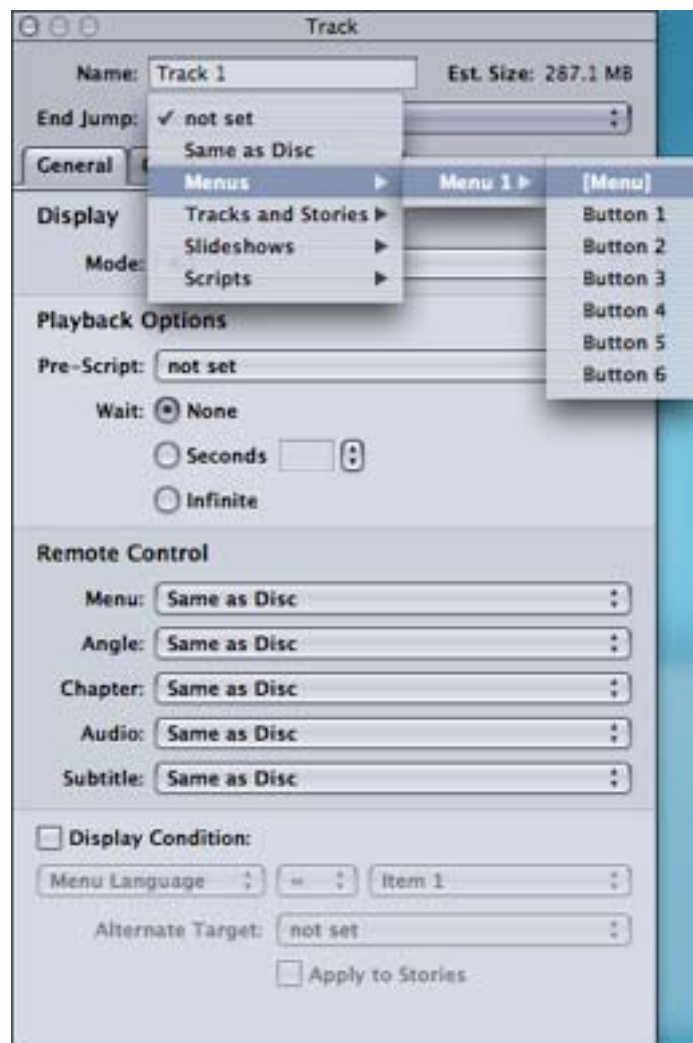 Track
Name: Track 1 Est. Size: 287.1 MB
End Jump: ✓ not set
Same as Disc
General
Menus Menu 1 [Menu]
Display Tracks and Stories Button 1
Slideshows Button 2
Mode: Scripts Button 3
Button 4
Playback Options
Button 5
Pre-Script: not set Button 6
Wait: None
Seconds
Infinite
Remote Control
Menu: Same as Disc
Angle: Same as Disc
Chapter: Same as Disc
Audio: Same as Disc
Subtitle: Same as Disc
Display Condition:
Menu Language = Item 1
Alternate Target: not set
Apply to Stories